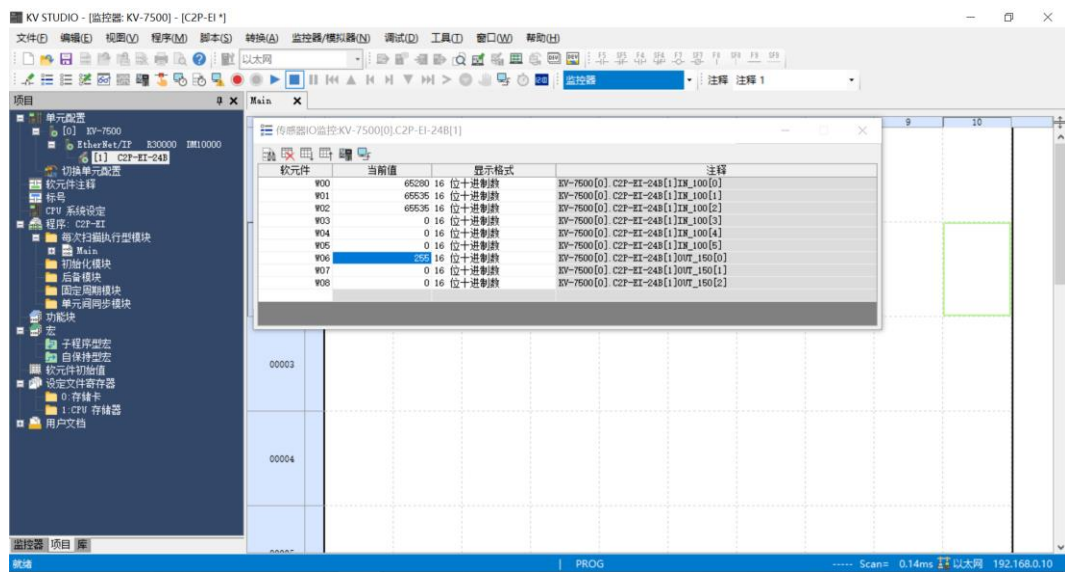 KV STUDIO - [监控器: KV-7500] - [C2P-EI *]
文件(F) 编辑(E) 视图(V) 程序(M) 脚本(S) 转换(A) 监控器/模拟器(N) 调试(D) 工具(T) 窗口(W) 帮助(H)
以太网
监控器 注释 注释 1
项目
Main
单元配置
[0] KV-7500
EtherNet/IP R30000 DM10000
[1] C2P-EI-24B
切换单元配置
软元件注释
标号
CPU 系统设定
程序: C2P-EI
每次扫描执行型模块
Main
初始化模块
后备模块
固定周期模块
单元间同步模块
功能块
宏
子程序型宏
自保持型宏
软元件初始值
设定文件寄存器
0:存储卡
1:CPU 存储器
用户文档
监控器 项目 库
9 10
传感器IO监控:KV-7500[0].C2P-EI-24B[1]
软元件 当前值 显示格式 注释
W00 65280 16 位十进制数 KV-7500[0].C2P-EI-24B[1]IN_100[0]
W01 65535 16 位十进制数 KV-7500[0].C2P-EI-24B[1]IN_100[1]
W02 65535 16 位十进制数 KV-7500[0].C2P-EI-24B[1]IN_100[2]
W03 0 16 位十进制数 KV-7500[0].C2P-EI-24B[1]IN_100[3]
W04 0 16 位十进制数 KV-7500[0].C2P-EI-24B[1]IN_100[4]
W05 0 16 位十进制数 KV-7500[0].C2P-EI-24B[1]IN_100[5]
W06 255 16 位十进制数 KV-7500[0].C2P-EI-24B[1]OUT_150[0]
W07 0 16 位十进制数 KV-7500[0].C2P-EI-24B[1]OUT_150[1]
W08 0 16 位十进制数 KV-7500[0].C2P-EI-24B[1]OUT_150[2]
00003
00004
就绪 PROG ----- Scan= 0.14ms 以太网 192.168.0.10